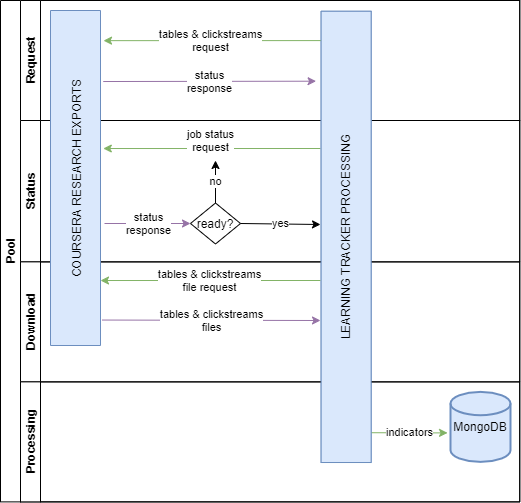 Pool
Request
tables & clickstreams
request
status
response
COURSERA RESEARCH EXPORTS
LEARNING TRACKER PROCESSING
Status
job status
request
no
status
response
ready?
yes
Download
tables & clickstreams
file request
tables & clickstreams
files
Processing
indicators
MongoDB